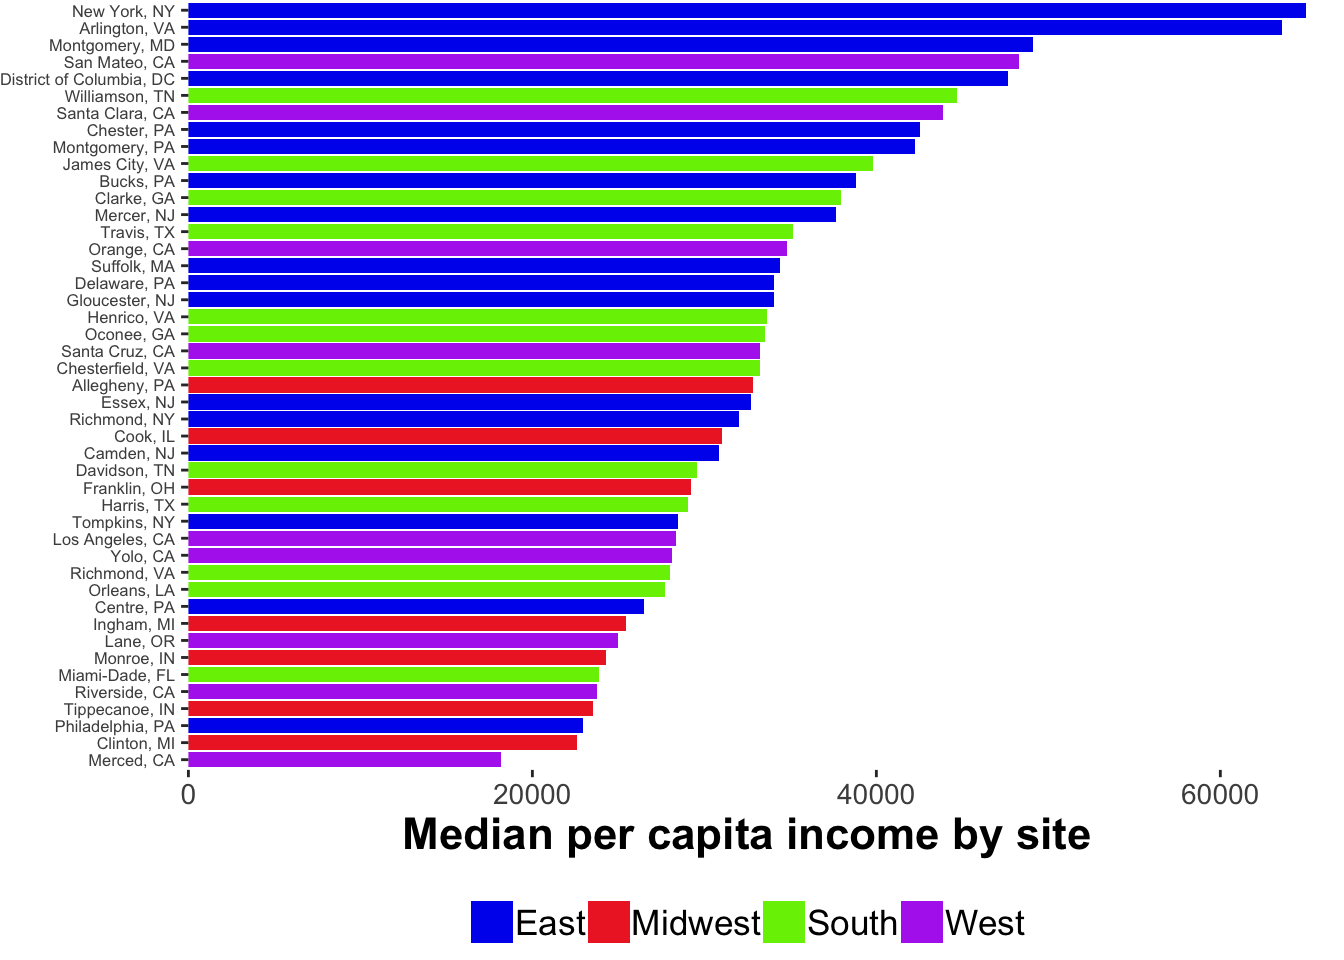 New York, NY
Arlington, VA
Montgomery, MD
San Mateo, CA
District of Columbia, DC
Williamson, TN
Santa Clara, CA
Chester, PA
Montgomery, PA
James City, VA
Bucks, PA
Clarke, GA
Mercer, NJ
Travis, TX
Orange, CA
Suffolk, MA
Delaware, PA
Gloucester, NJ
Henrico, VA
Oconee, GA
Santa Cruz, CA
Chesterfield, VA
Allegheny, PA
Essex, NJ
Richmond, NY
Cook, IL
Camden, NJ
Davidson, TN
Franklin, OH
Harris, TX
Tompkins, NY
Los Angeles, CA
Yolo, CA
Richmond, VA
Orleans, LA
Centre, PA
Ingham, MI
Lane, OR
Monroe, IN
Miami-Dade, FL
Riverside, CA
Tippecanoe, IN
Philadelphia, PA
Clinton, MI
Merced, CA
0 20000 40000 60000
Median per capita income by site
East Midwest South West